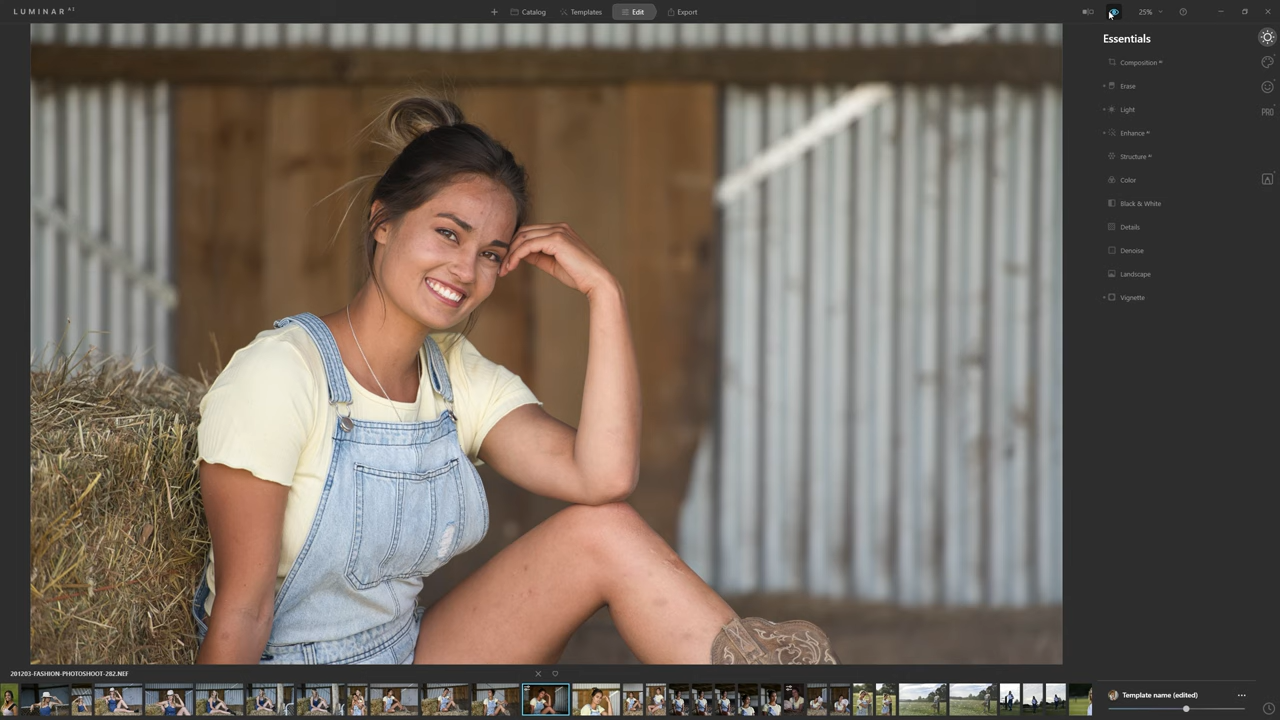 LUMINAR AI
Catalog
Templates
Edit
Export
25%
Essentials
Composition AI
Erase
Light
Enhance AI
Structure AI
Color
Black & White
Details
Denoise
Landscape
Vignette
PRO
201203-FASHION-PHOTOSHOOT-282.NEF
Template name (edited)